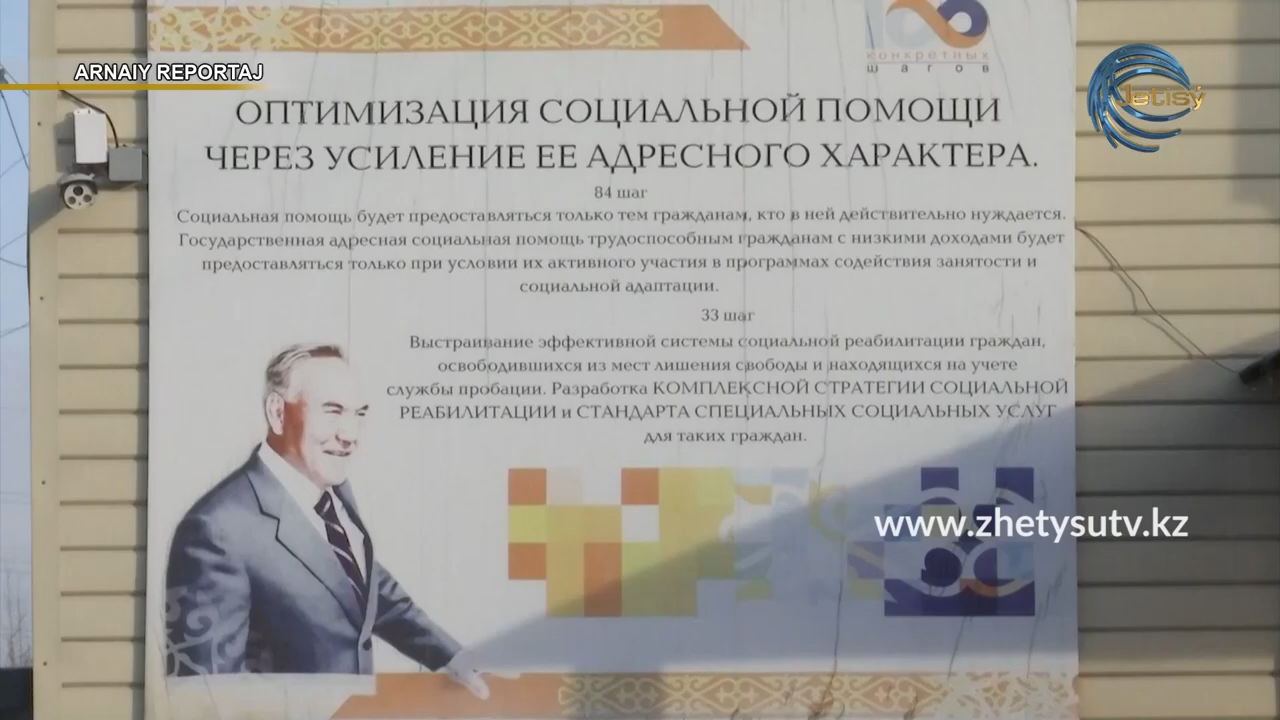 100
конкретных
шагов
ARNAIY REPORTAJ
Jetisý
ОПТИМИЗАЦИЯ СОЦИАЛЬНОЙ ПОМОЩИ
ЧЕРЕЗ УСИЛЕНИЕ ЕЕ АДРЕСНОГО ХАРАКТЕРА.
84 шаг
Социальная помощь будет предоставляться только тем гражданам, кто в ней действительно нуждается.
Государственная адресная социальная помощь трудоспособным гражданам с низкими доходами будет
предоставляться только при условии их активного участия в программах содействия занятости и
социальной адаптации.
33 шаг
Выстраивание эффективной системы социальной реабилитации граждан,
освободившихся из мест лишения свободы и находящихся на учете
службы пробации. Разработка КОМПЛЕКСНОЙ СТРАТЕГИИ СОЦИАЛЬНОЙ
РЕАБИЛИТАЦИИ и СТАНДАРТА СПЕЦИАЛЬНЫХ СОЦИАЛЬНЫХ УСЛУГ
для таких граждан.
www.zhetysutv.kz